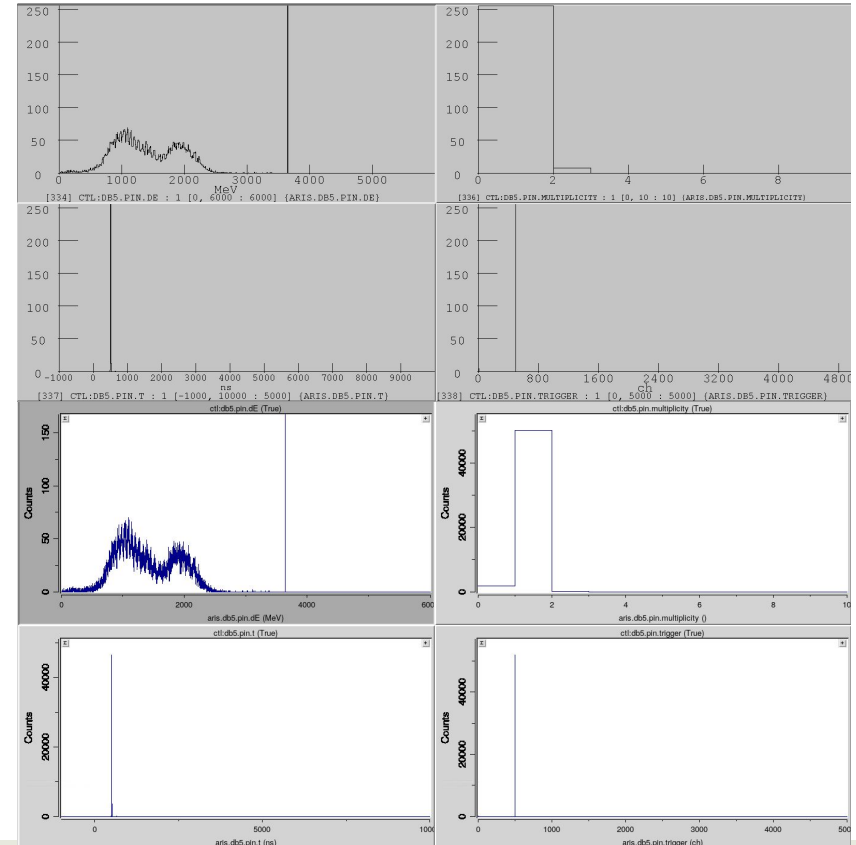 250
200
150
100
50
0
0 1000 2000 3000 4000 5000
MeV
[334] CTL:DB5.PIN.DE : 1 [0, 6000 : 6000] {ARIS.DB5.PIN.DE}
250
200
150
100
50
0
0 2 4 6 8
[336] CTL:DB5.PIN.MULTIPLICITY : 1 [0, 10 : 10] {ARIS.DB5.PIN.MULTIPLICITY}
250
200
150
100
50
0
-1000 0 1000 2000 3000 4000 5000 6000 7000 8000 9000
ns
[337] CTL:DB5.PIN.T : 1 [-1000, 10000 : 5000] {ARIS.DB5.PIN.T}
250
200
150
100
50
0
0 800 1600 2400 3200 4000 4800
ch
[338] CTL:DB5.PIN.TRIGGER : 1 [0, 5000 : 5000] {ARIS.DB5.PIN.TRIGGER}
ctl:db5.pin.dE (True)
Counts
150
100
50
0
0 2000 4000 600
aris.db5.pin.dE (MeV)
ctl:db5.pin.multiplicity (True)
Counts
40000
20000
0
0 2 4 6 8 10
aris.db5.pin.multiplicity ()
ctl:db5.pin.t (True)
Counts
40000
20000
0
0 5000 1000
aris.db5.pin.t (ns)
ctl:db5.pin.trigger (True)
Counts
40000
20000
0
0 1000 2000 3000 4000 500
aris.db5.pin.trigger (ch)